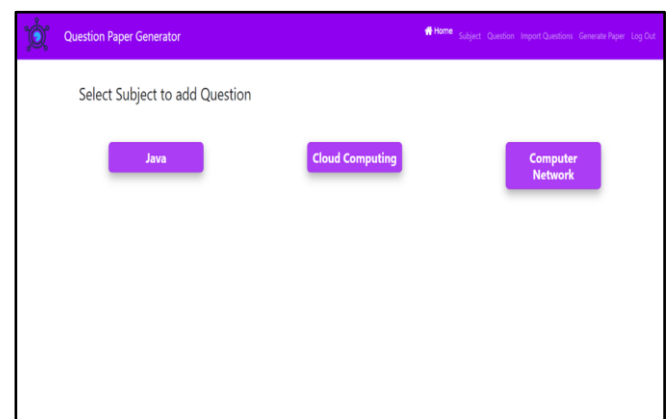 Question Paper Generator
Home Subject Question Import Questions Generate Paper Log Out
Select Subject to add Question
Java
Cloud Computing
Computer
Network